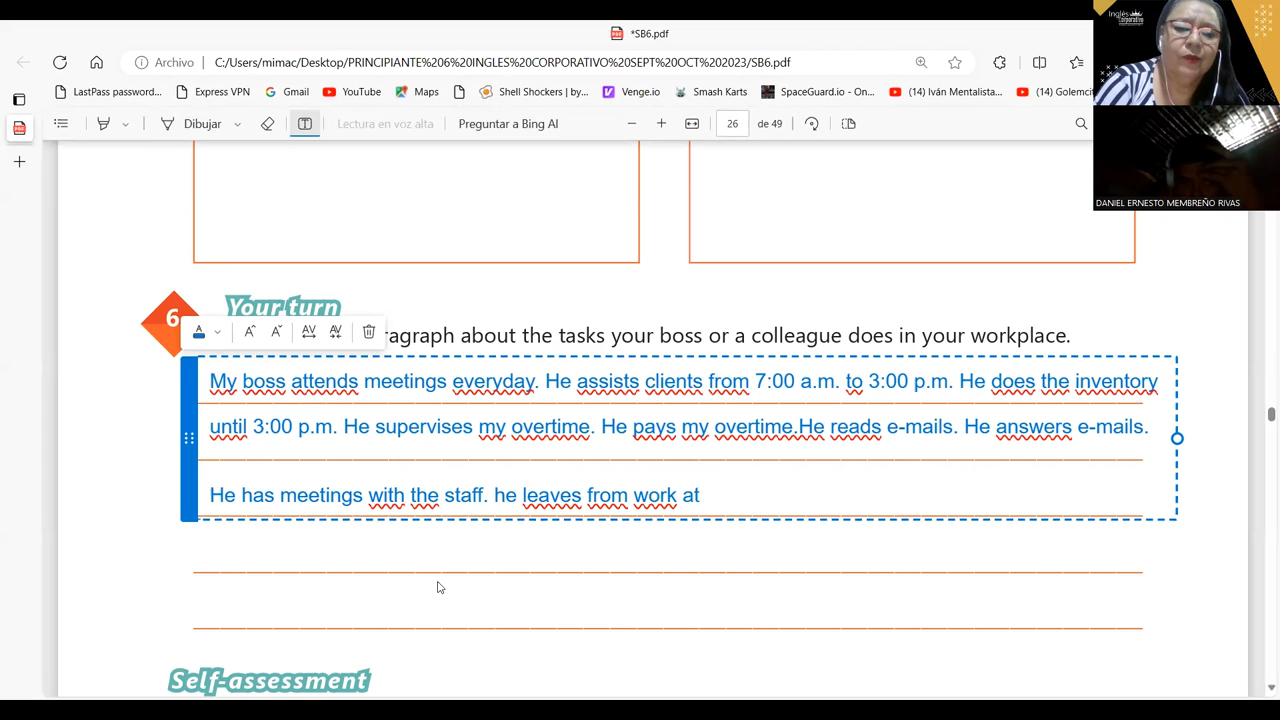 *SB6.pdf
Archivo
C:/Users/mimac/Desktop/PRINCIPIANTE%206%20INGLES%20CORPORATIVO%20SEPT%20OCT%202023/SB6.pdf
LastPass password...
Express VPN
Gmail
YouTube
Maps
Shell Shockers | by...
Venge.io
Smash Karts
SpaceGuard.io - On...
(14) Iván Mentalista...
(14) Golemcit
Dibujar
Lectura en voz alta
Preguntar a Bing AI
26
de 49
Inglés
Corporativo
DANIEL ERNESTO MEMBREÑO RIVAS
6
Your turn
ragraph about the tasks your boss or a colleague does in your workplace.
My boss attends meetings everyday. He assists clients from 7:00 a.m. to 3:00 p.m. He does the inventory
until 3:00 p.m. He supervises my overtime. He pays my overtime.He reads e-mails. He answers e-mails.
He has meetings with the staff. he leaves from work at
Self-assessment